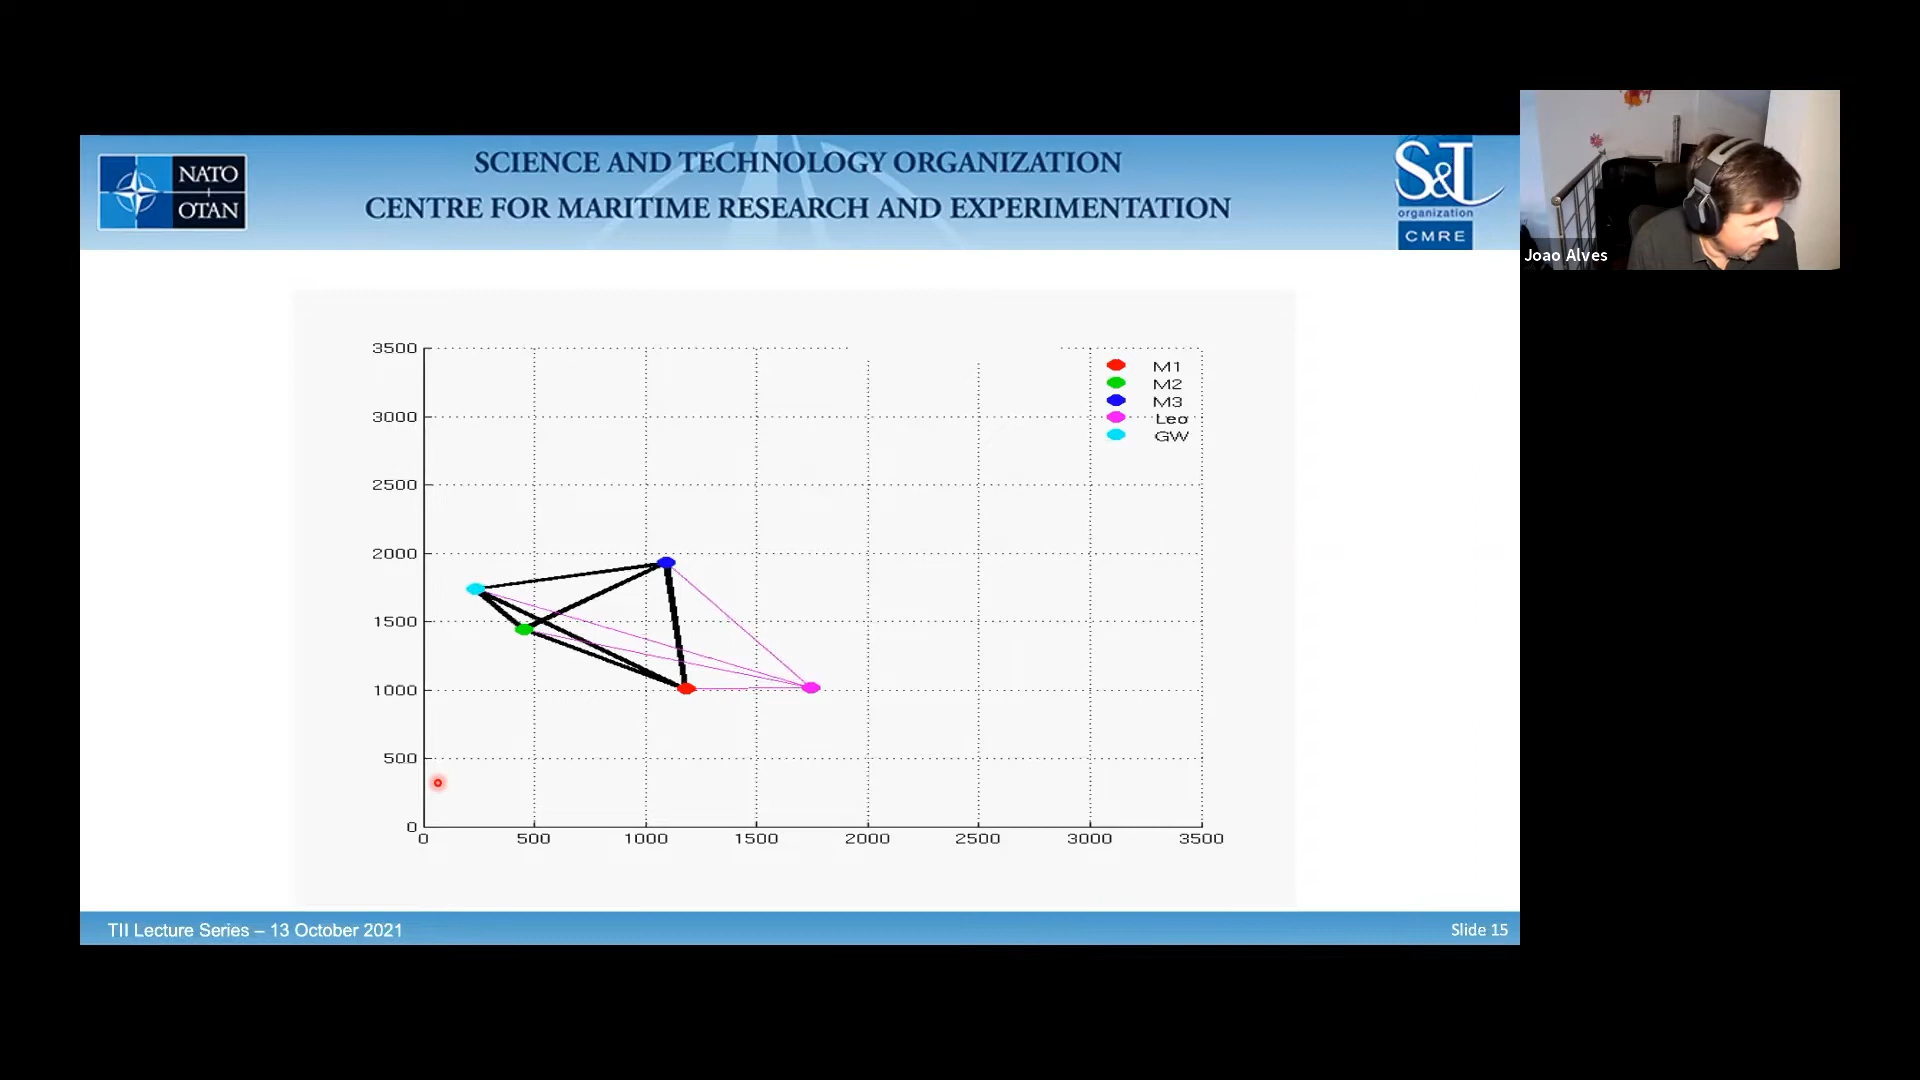 NATO
OTAN
SCIENCE AND TECHNOLOGY ORGANIZATION
CENTRE FOR MARITIME RESEARCH AND EXPERIMENTATION
S&T
organization
CMRE
Joao Alves
3500
3000
2500
2000
1500
1000
500
0
0 500 1000 1500 2000 2500 3000 3500
M1
M2
M3
Leo
GW
TII Lecture Series – 13 October 2021
Slide 15